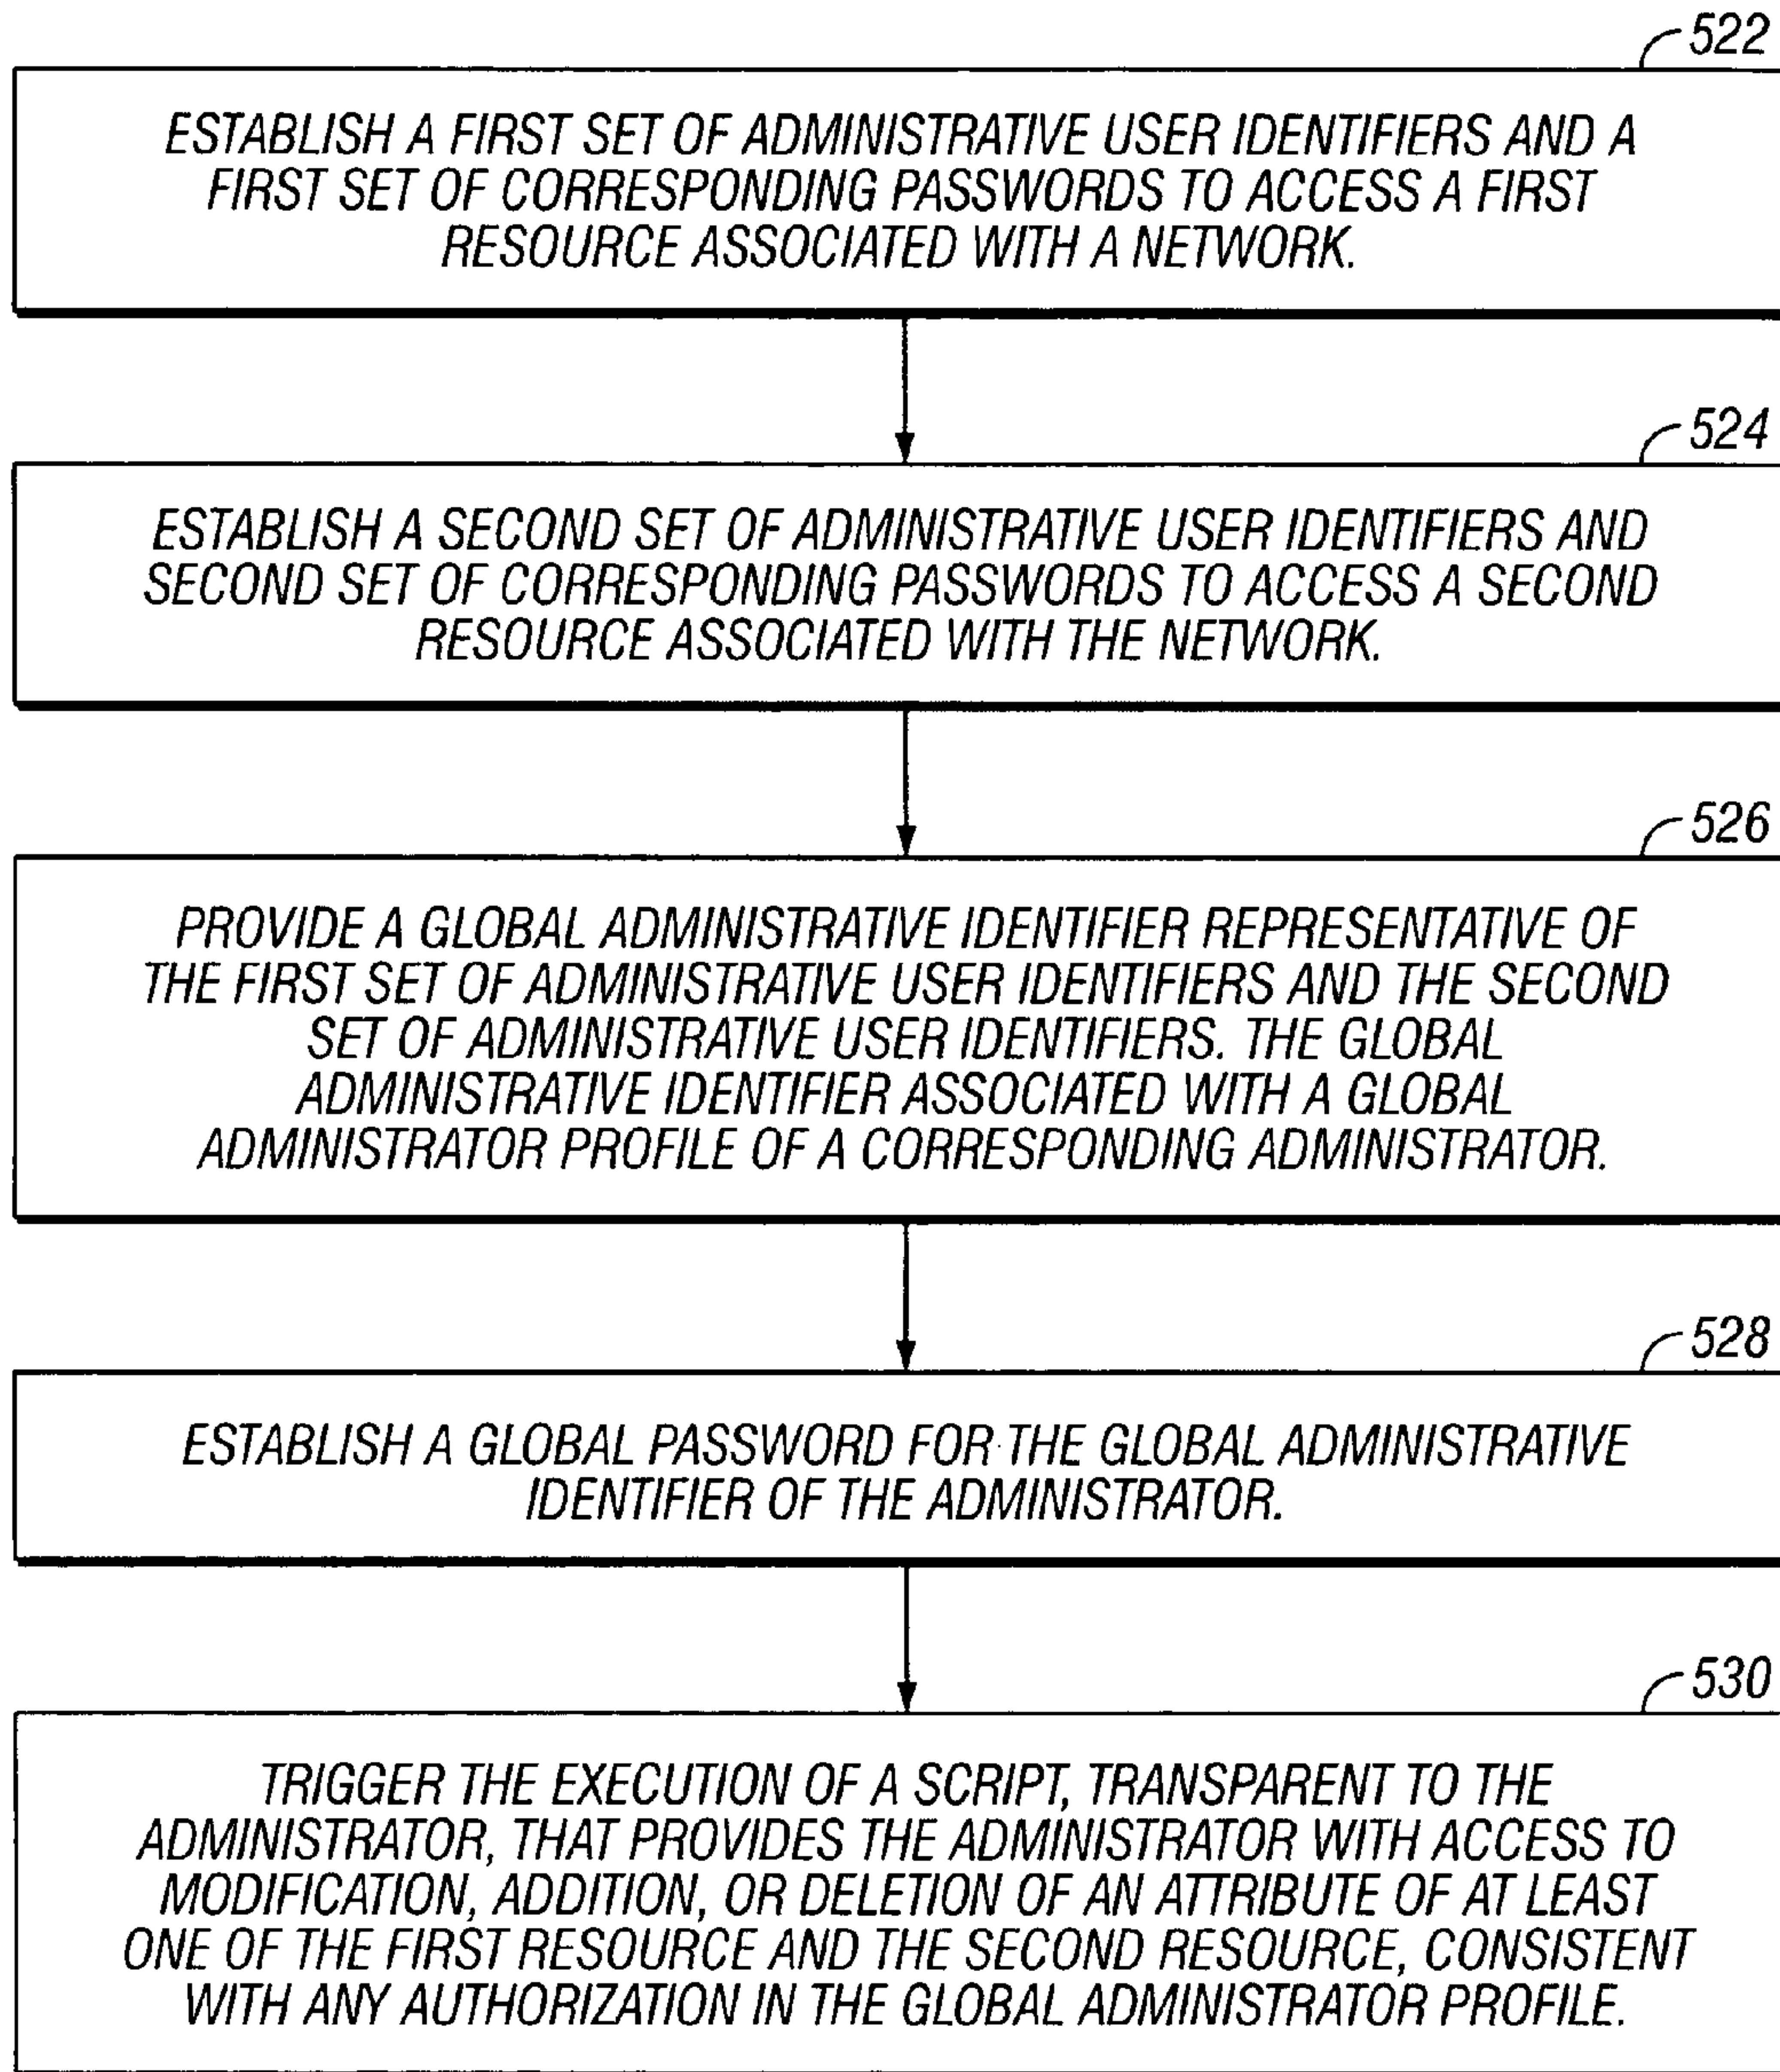 522
ESTABLISH A FIRST SET OF ADMINISTRATIVE USER IDENTIFIERS AND A
FIRST SET OF CORRESPONDING PASSWORDS TO ACCESS A FIRST
RESOURCE ASSOCIATED WITH A NETWORK.
524
ESTABLISH A SECOND SET OF ADMINISTRATIVE USER IDENTIFIERS AND
SECOND SET OF CORRESPONDING PASSWORDS TO ACCESS A SECOND
RESOURCE ASSOCIATED WITH THE NETWORK.
526
PROVIDE A GLOBAL ADMINISTRATIVE IDENTIFIER REPRESENTATIVE OF
THE FIRST SET OF ADMINISTRATIVE USER IDENTIFIERS AND THE SECOND
SET OF ADMINISTRATIVE USER IDENTIFIERS. THE GLOBAL
ADMINISTRATIVE IDENTIFIER ASSOCIATED WITH A GLOBAL
ADMINISTRATOR PROFILE OF A CORRESPONDING ADMINISTRATOR.
528
ESTABLISH A GLOBAL PASSWORD FOR THE GLOBAL ADMINISTRATIVE
IDENTIFIER OF THE ADMINISTRATOR.
530
TRIGGER THE EXECUTION OF A SCRIPT, TRANSPARENT TO THE
ADMINISTRATOR, THAT PROVIDES THE ADMINISTRATOR WITH ACCESS TO
MODIFICATION, ADDITION, OR DELETION OF AN ATTRIBUTE OF AT LEAST
ONE OF THE FIRST RESOURCE AND THE SECOND RESOURCE, CONSISTENT
WITH ANY AUTHORIZATION IN THE GLOBAL ADMINISTRATOR PROFILE.